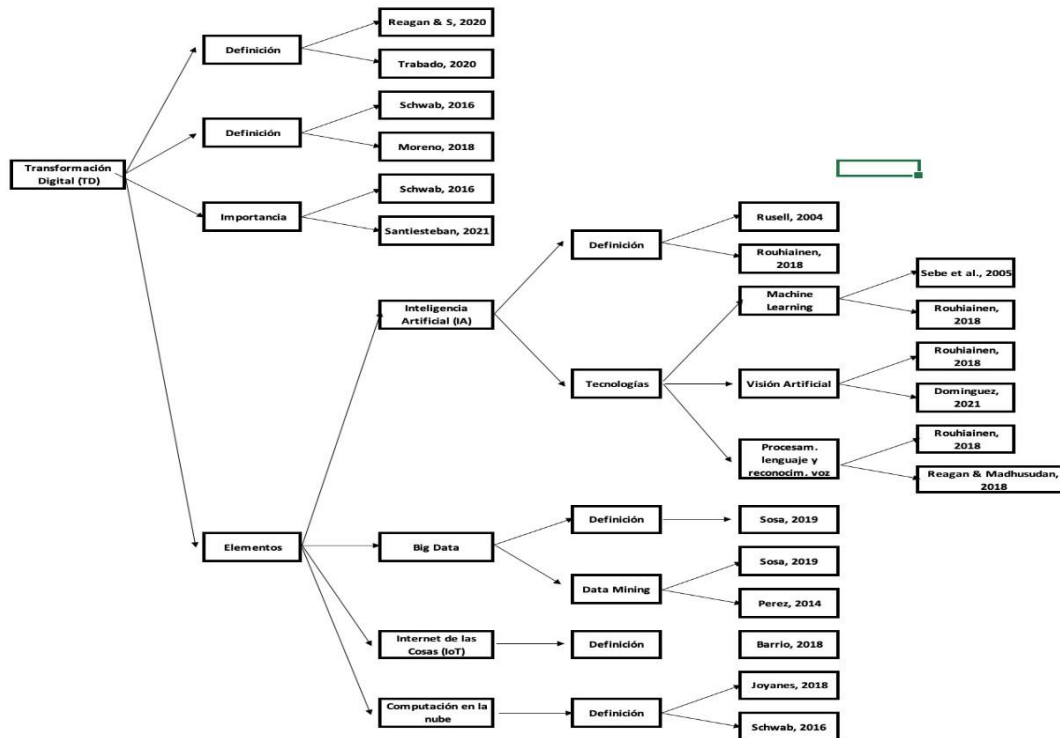 Reagan & S, 2020
Definición
Trabado, 2020
Schwab, 2016
Definición
Moreno, 2018
Transformación
Digital (TD)
Schwab, 2016
Importancia
Santiesteban, 2021
Rusell, 2004
Definición
Rouhiainen,
2018
Sebe et al., 2005
Machine
Learning
Inteligencia
Artificial (IA)
Rouhiainen,
2018
Rouhiainen,
2018
Tecnologías
Visión Artificial
Dominguez,
2021
Rouhiainen,
2018
Procesam.
lenguaje y
reconocim. voz
Reagan & Madhusudan,
2018
Elementos
Big Data
Definición
Sosa, 2019
Sosa, 2019
Data Mining
Perez, 2014
Internet de las
Cosas (IoT)
Definición
Barrio, 2018
Joyanes, 2018
Computación en la
nube
Definición
Schwab, 2016